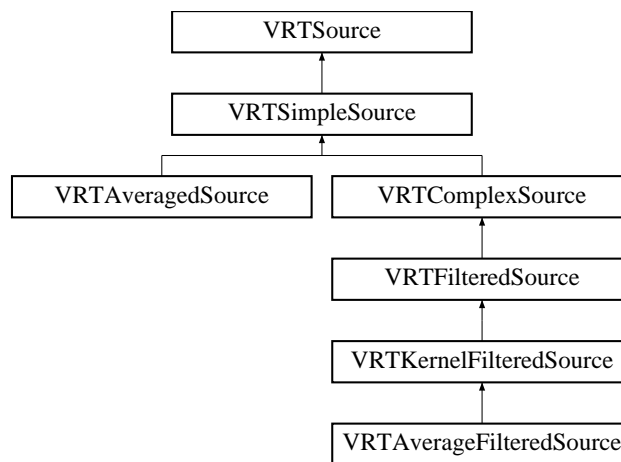 VRTSource
VRTSimpleSource
VRTAveragedSource
VRTComplexSource
VRTFilteredSource
VRTKernelFilteredSource
VRTAverageFilteredSource